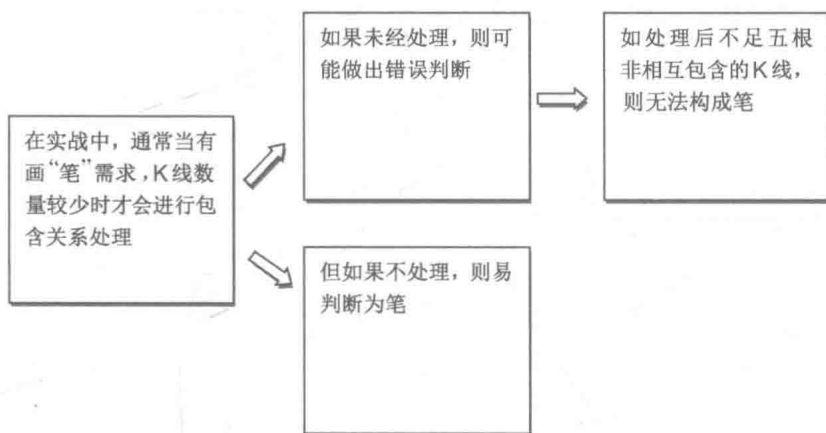 在实战中，通常当有
画“笔”需求，K线数
量较少时才会进行包
含关系处理
如果未经处理，则可
能做出错误判断
如处理后不足五根
非相互包含的K线，
则无法构成笔
但如果不处理，则易
判断为笔